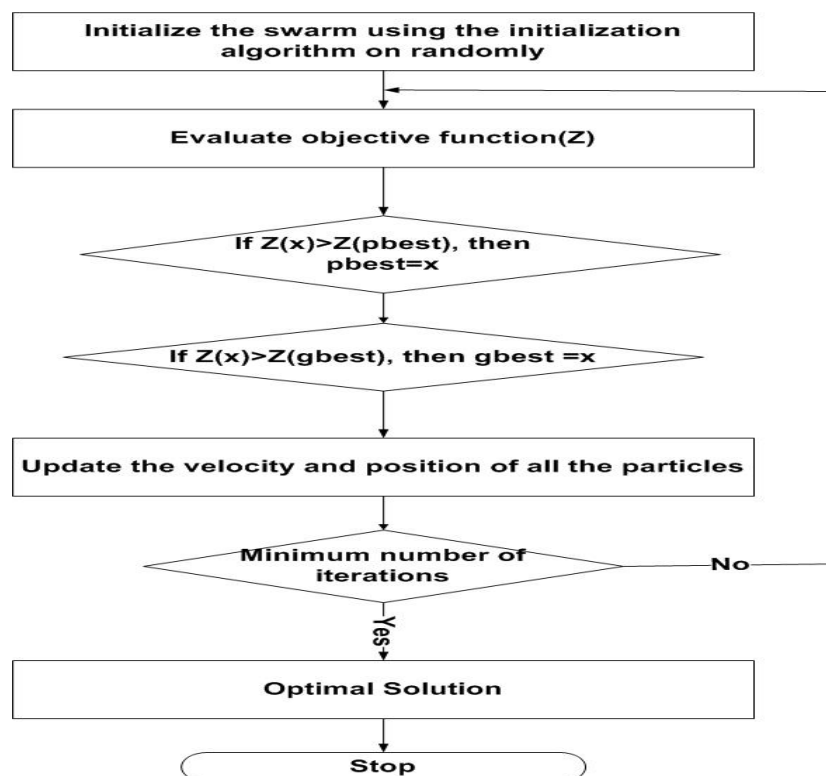 Initialize the swarm using the initialization
algorithm on randomly
Evaluate objective function(Z)
If Z(x)>Z(pbest), then
pbest=x
If Z(x)>Z(gbest), then gbest =x
Update the velocity and position of all the particles
Minimum number of
iterations
No
Yes
Optimal Solution
Stop